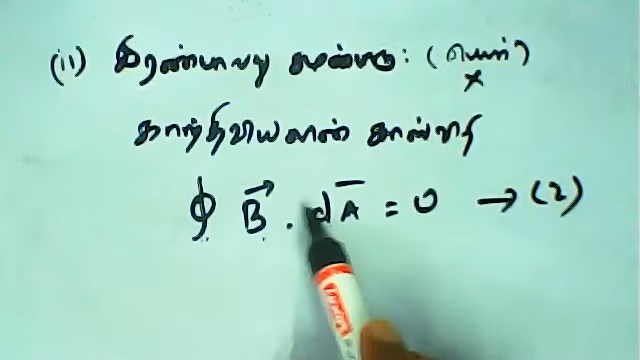 (ii) இரண்டாவது சமன்பாடு: (பெயர்)
×
காந்தவியலின் காஸ்விதி
∮ B⃗ . dA̅ = 0 → (2)